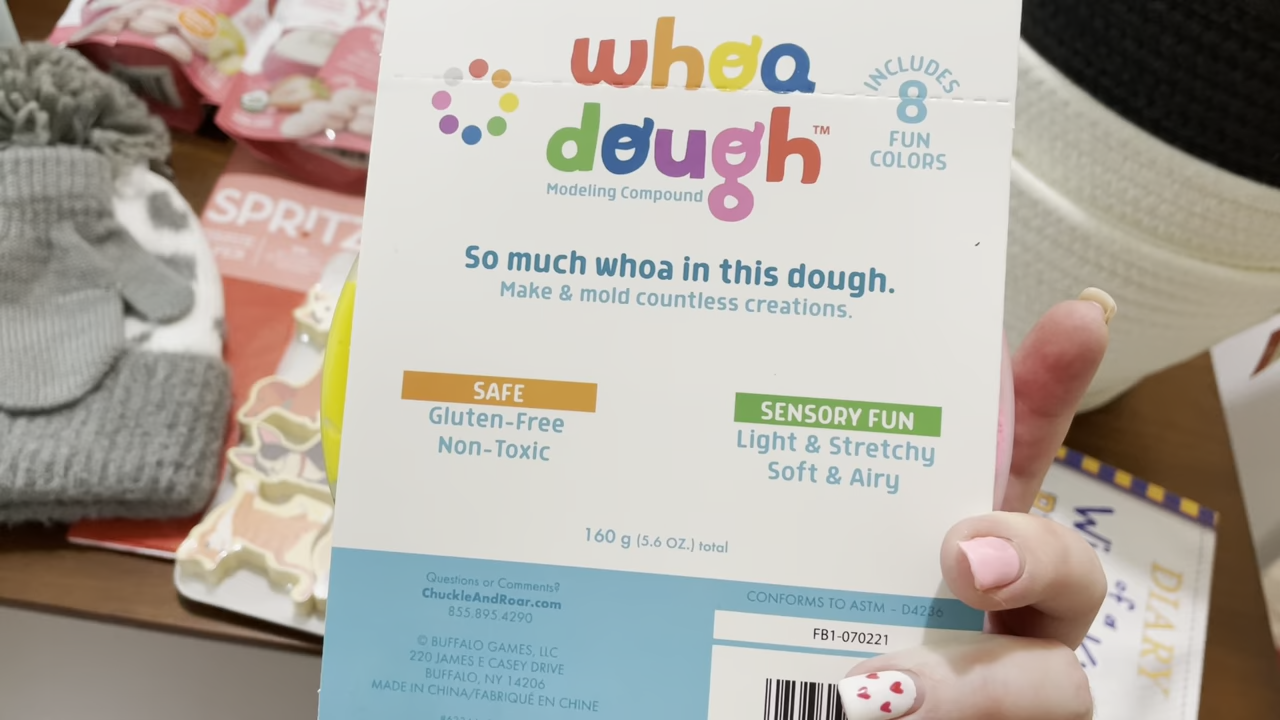 whoa
dough™
Modeling Compound
INCLUDES
8
FUN
COLORS
So much whoa in this dough.
Make & mold countless creations.
SAFE
Gluten-Free
Non-Toxic
SENSORY FUN
Light & Stretchy
Soft & Airy
160 g (5.6 OZ.) total
Questions or Comments?
ChuckleAndRoar.com
855.895.4290
© BUFFALO GAMES, LLC
220 JAMES E CASEY DRIVE
BUFFALO, NY 14206
MADE IN CHINA/FABRIQUÉ EN CHINE
CONFORMS TO ASTM - D4236
FB1-070221
SPRITZ
DIARY
of a